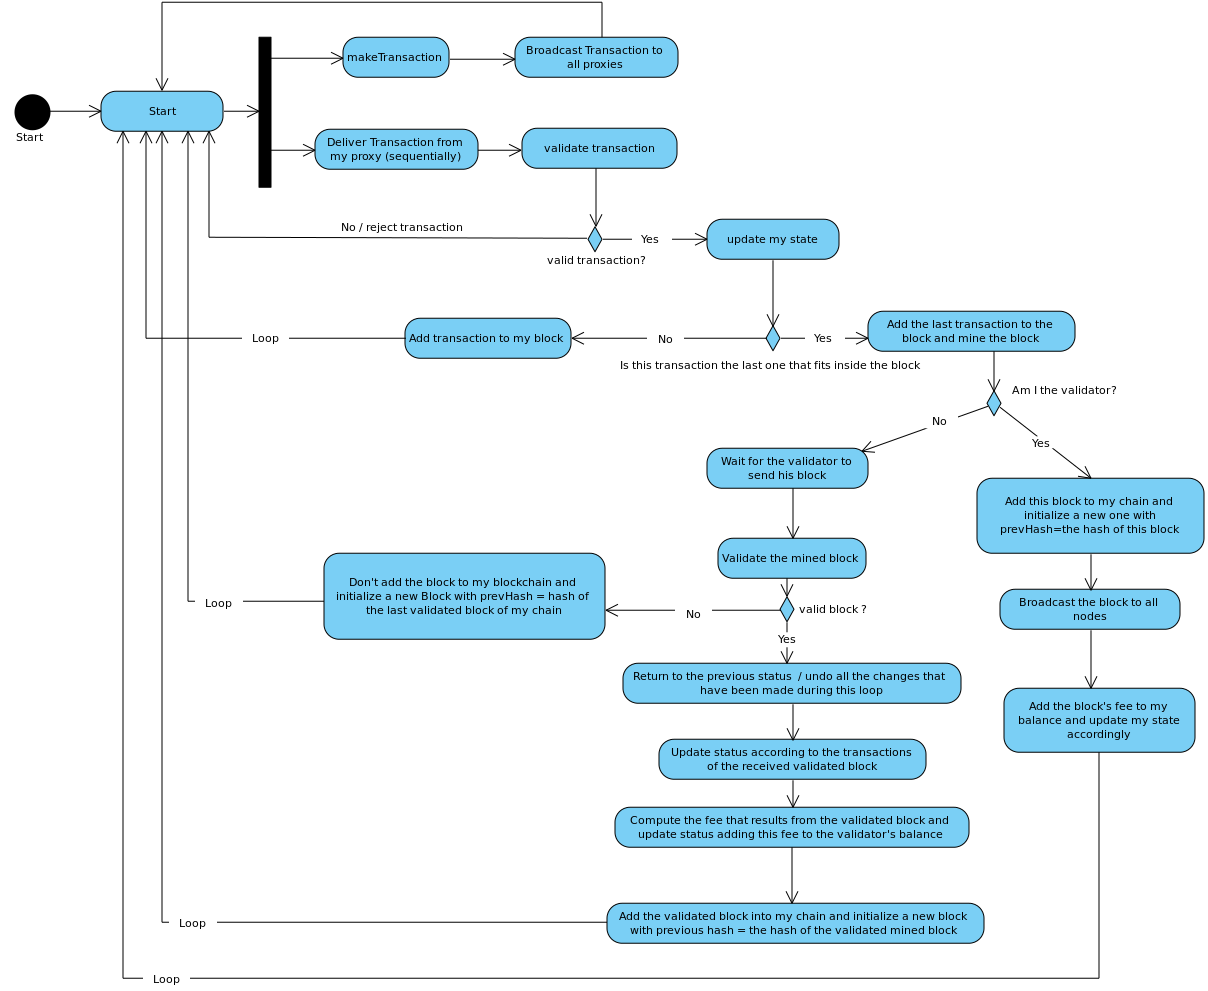 makeTransaction
Broadcast Transaction to
all proxies
Start
Start
Deliver Transaction from
my proxy (sequentially)
validate transaction
No / reject transaction
Yes
update my state
valid transaction?
Loop
Add transaction to my block
No
Yes
Add the last transaction to the
block and mine the block
Is this transaction the last one that fits inside the block
Am I the validator?
No
Yes
Wait for the validator to
send his block
Add this block to my chain and
initialize a new one with
prevHash=the hash of this block
Validate the mined block
Don't add the block to my blockchain and
initialize a new Block with prevHash = hash of
the last validated block of my chain
Loop
No
valid block ?
Broadcast the block to all
nodes
Yes
Return to the previous status  / undo all the changes that
have been made during this loop
Add the block's fee to my
balance and update my state
accordingly
Update status according to the transactions
of the received validated block
Compute the fee that results from the validated block and
update status adding this fee to the validator's balance
Loop
Add the validated block into my chain and initialize a new block
with previous hash = the hash of the validated mined block
Loop